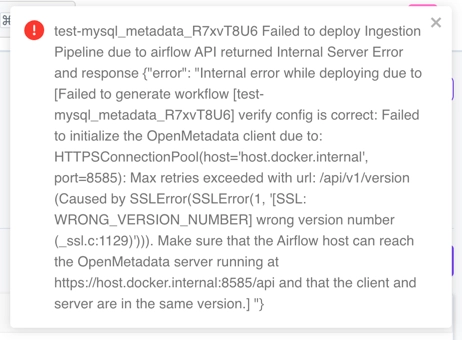 test-mysql_metadata_R7xvT8U6 Failed to deploy Ingestion
Pipeline due to airflow API returned Internal Server Error
and response {"error": "Internal error while deploying due to
[Failed to generate workflow [test-
mysql_metadata_R7xvT8U6] verify config is correct: Failed
to initialize the OpenMetadata client due to:
HTTPSConnectionPool(host='host.docker.internal',
port=8585): Max retries exceeded with url: /api/v1/version
(Caused by SSLError(SSLError(1, '[SSL:
WRONG_VERSION_NUMBER] wrong version number
(_ssl.c:1129)'))). Make sure that the Airflow host can reach
the OpenMetadata server running at
https://host.docker.internal:8585/api and that the client and
server are in the same version.] "}